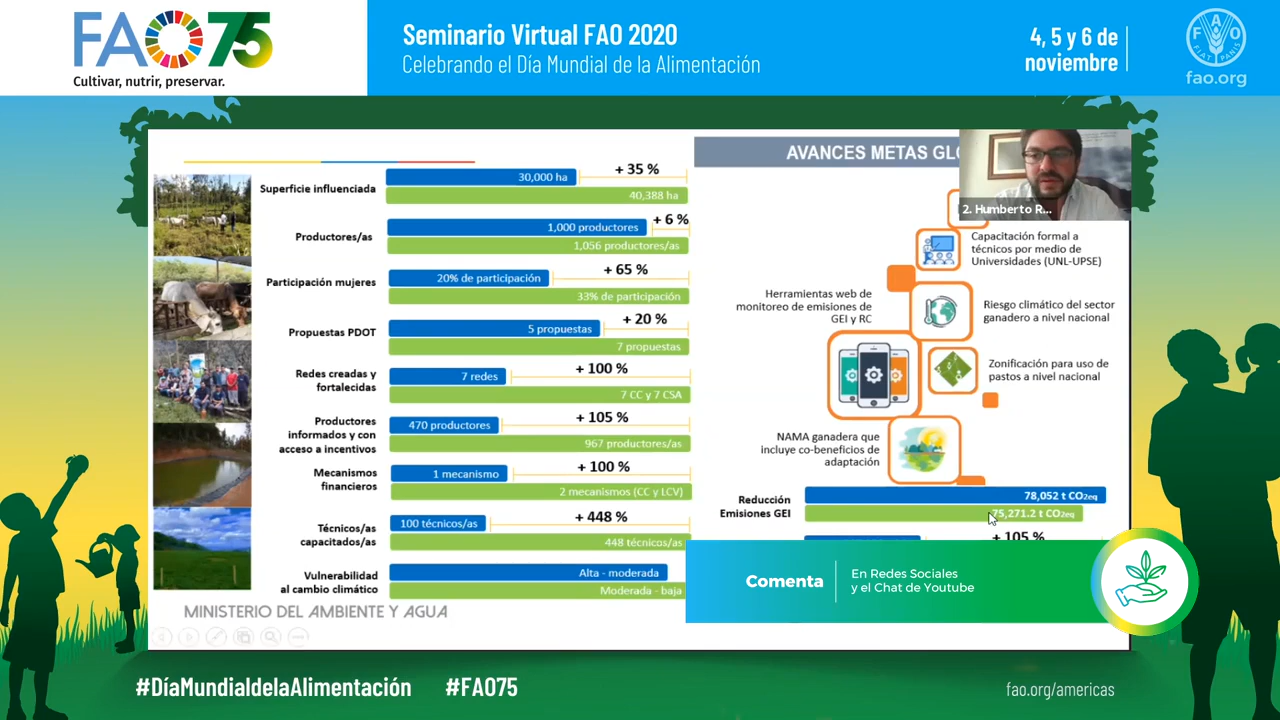 FAO75
Cultivar, nutrir, preservar.
Seminario Virtual FAO 2020
Celebrando el Día Mundial de la Alimentación
4, 5 y 6 de
noviembre
FAO
FIAT PANIS
fao.org
AVANCES METAS GLO
2. Humberto R...
Superficie influenciada
30,000 ha
+ 35 %
40,388 ha
Productores/as
1,000 productores
+ 6 %
1,056 productores/as
Participación mujeres
20% de participación
+ 65 %
33% de participación
Propuestas PDOT
5 propuestas
+ 20 %
7 propuestas
Redes creadas y
fortalecidas
7 redes
+ 100 %
7 CC y 7 CSA
Productores
informados y con
acceso a incentivos
470 productores
+ 105 %
967 productores/as
Mecanismos
financieros
1 mecanismo
+ 100 %
2 mecanismos (CC y LCV)
Técnicos/as
capacitados/as
100 técnicos/as
+ 448 %
448 técnicos/as
Vulnerabilidad
al cambio climático
Alta - moderada
Moderada - baja
MINISTERIO DEL AMBIENTE Y AGUA
Capacitación formal a
técnicos por medio de
Universidades (UNL-UPSE)
Herramientas web de
monitoreo de emisiones de
GEI y RC
Riesgo climático del sector
ganadero a nivel nacional
Zonificación para uso de
pastos a nivel nacional
NAMA ganadera que
incluye co-beneficios de
adaptación
Reducción
Emisiones GEI
78,052 t CO2eq
75,271.2 t CO2eq
+ 105 %
Comenta
En Redes Sociales
y el Chat de Youtube
#DíaMundialdelaAlimentación
#FAO75
fao.org/americas